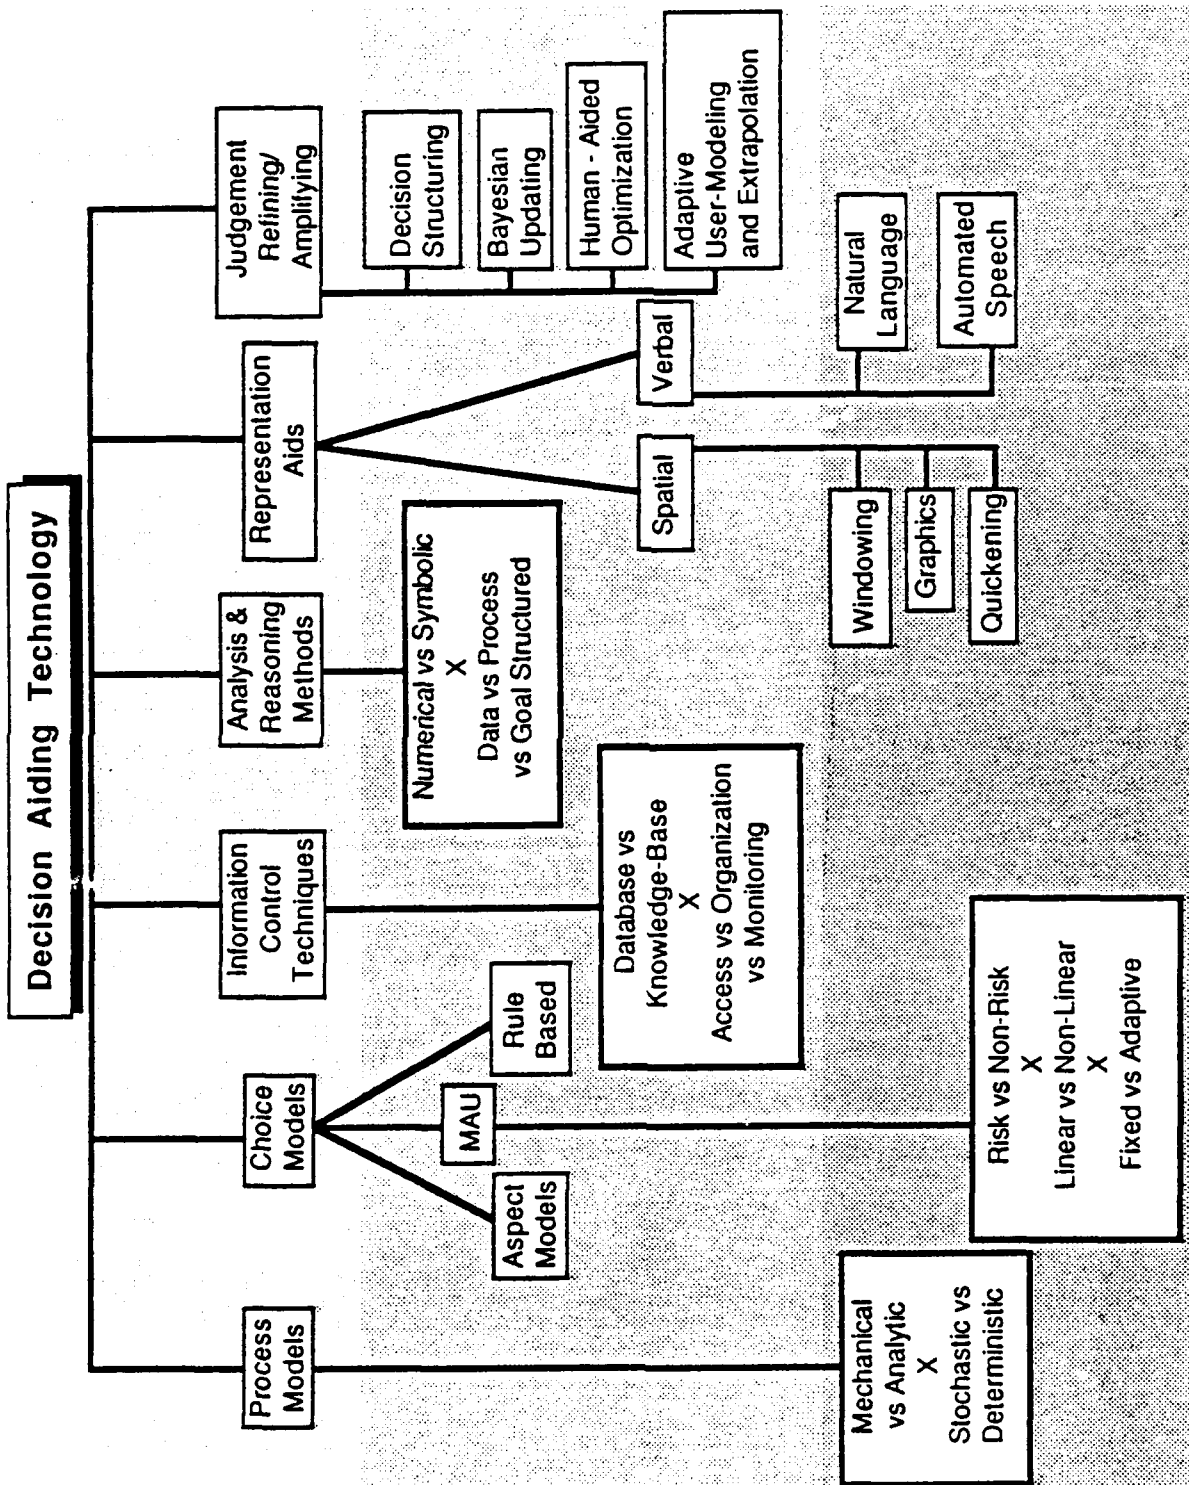 Decision Aiding Technology
Process
Models
Choice
Models
Information
Control
Techniques
Analysis &
Reasoning
Methods
Representation
Aids
Judgement
Refining/
Amplifying
Mechanical
vs Analytic
X
Stochastic vs
Deterministic
Aspect
Models
MAU
Rule
Based
Risk vs Non-Risk
X
Linear vs Non-Linear
X
Fixed vs Adaptive
Database vs
Knowledge-Base
X
Access vs Organization
vs Monitoring
Numerical vs Symbolic
X
Data vs Process
vs Goal Structured
Spatial
Verbal
Windowing
Graphics
Quickening
Natural
Language
Automated
Speech
Decision
Structuring
Bayesian
Updating
Human - Aided
Optimization
Adaptive
User-Modeling
and Extrapolation